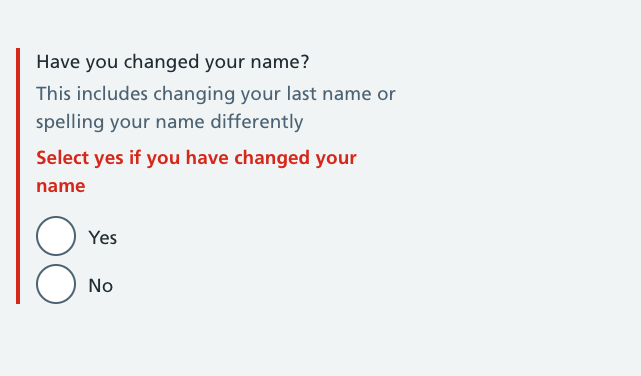 Have you changed your name?
This includes changing your last name or
spelling your name differently
Select yes if you have changed your
name
Yes
No